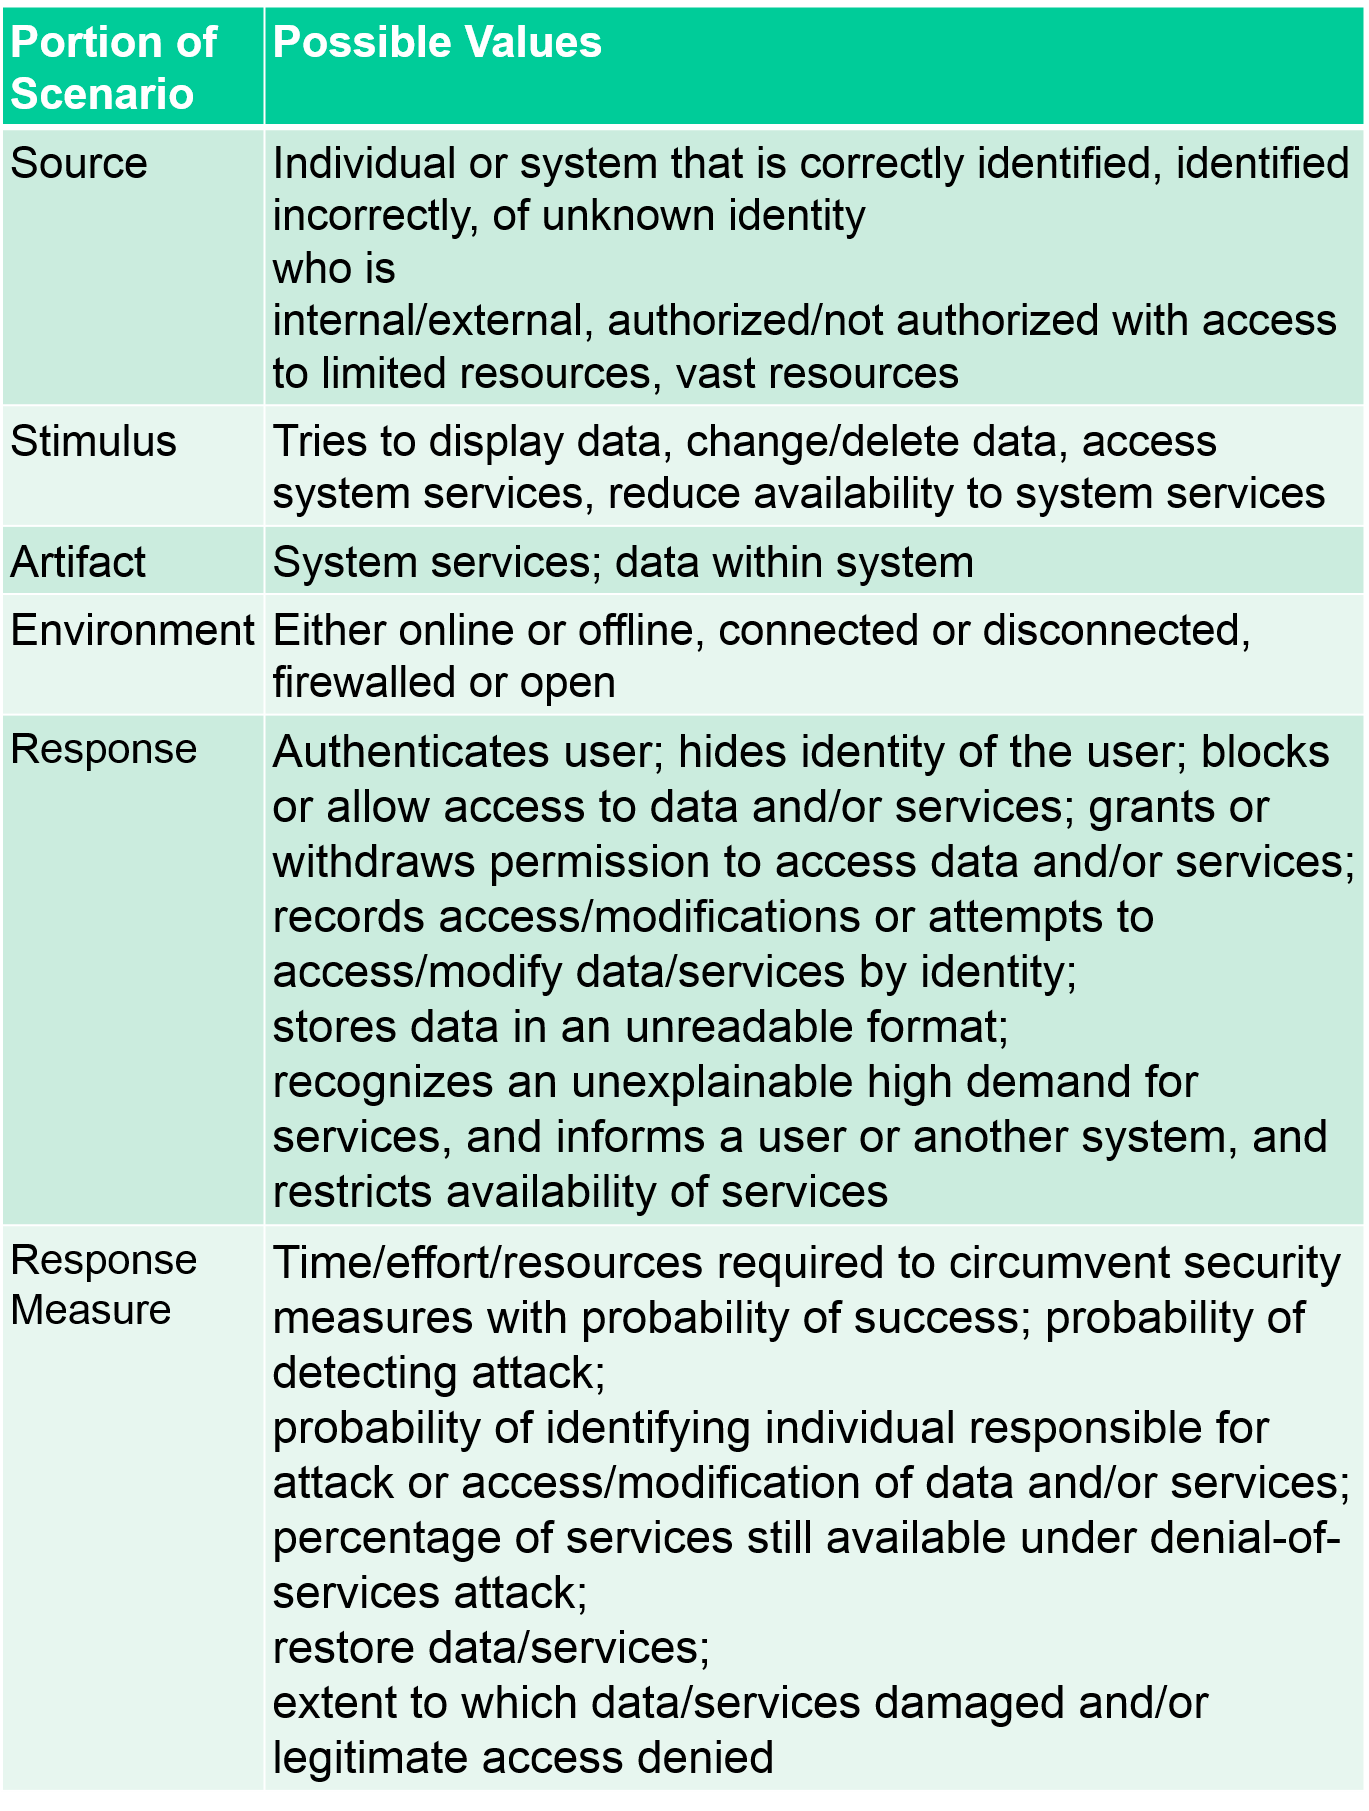 Portion of
Scenario
Possible Values
Source
Individual or system that is correctly identified, identified
incorrectly, of unknown identity
who is
internal/external, authorized/not authorized with access
to limited resources, vast resources
Stimulus
Tries to display data, change/delete data, access
system services, reduce availability to system services
Artifact
System services; data within system
Environment
Either online or offline, connected or disconnected,
firewalled or open
Response
Authenticates user; hides identity of the user; blocks
or allow access to data and/or services; grants or
withdraws permission to access data and/or services;
records access/modifications or attempts to
access/modify data/services by identity;
stores data in an unreadable format;
recognizes an unexplainable high demand for
services, and informs a user or another system, and
restricts availability of services
Response
Measure
Time/effort/resources required to circumvent security
measures with probability of success; probability of
detecting attack;
probability of identifying individual responsible for
attack or access/modification of data and/or services;
percentage of services still available under denial-of-
services attack;
restore data/services;
extent to which data/services damaged and/or
legitimate access denied